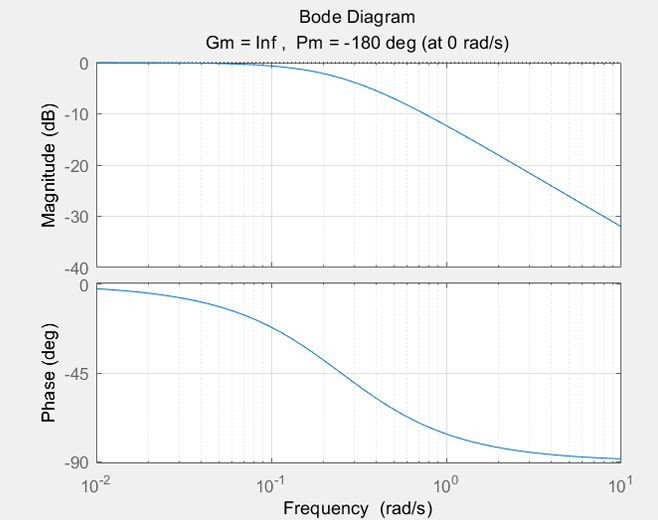 Bode Diagram
Gm = Inf ,  Pm = -180 deg (at 0 rad/s)
Magnitude (dB)
0
-10
-20
-30
-40
Phase (deg)
0
-45
-90
10^-2 10^-1 10^0 10^1
Frequency  (rad/s)